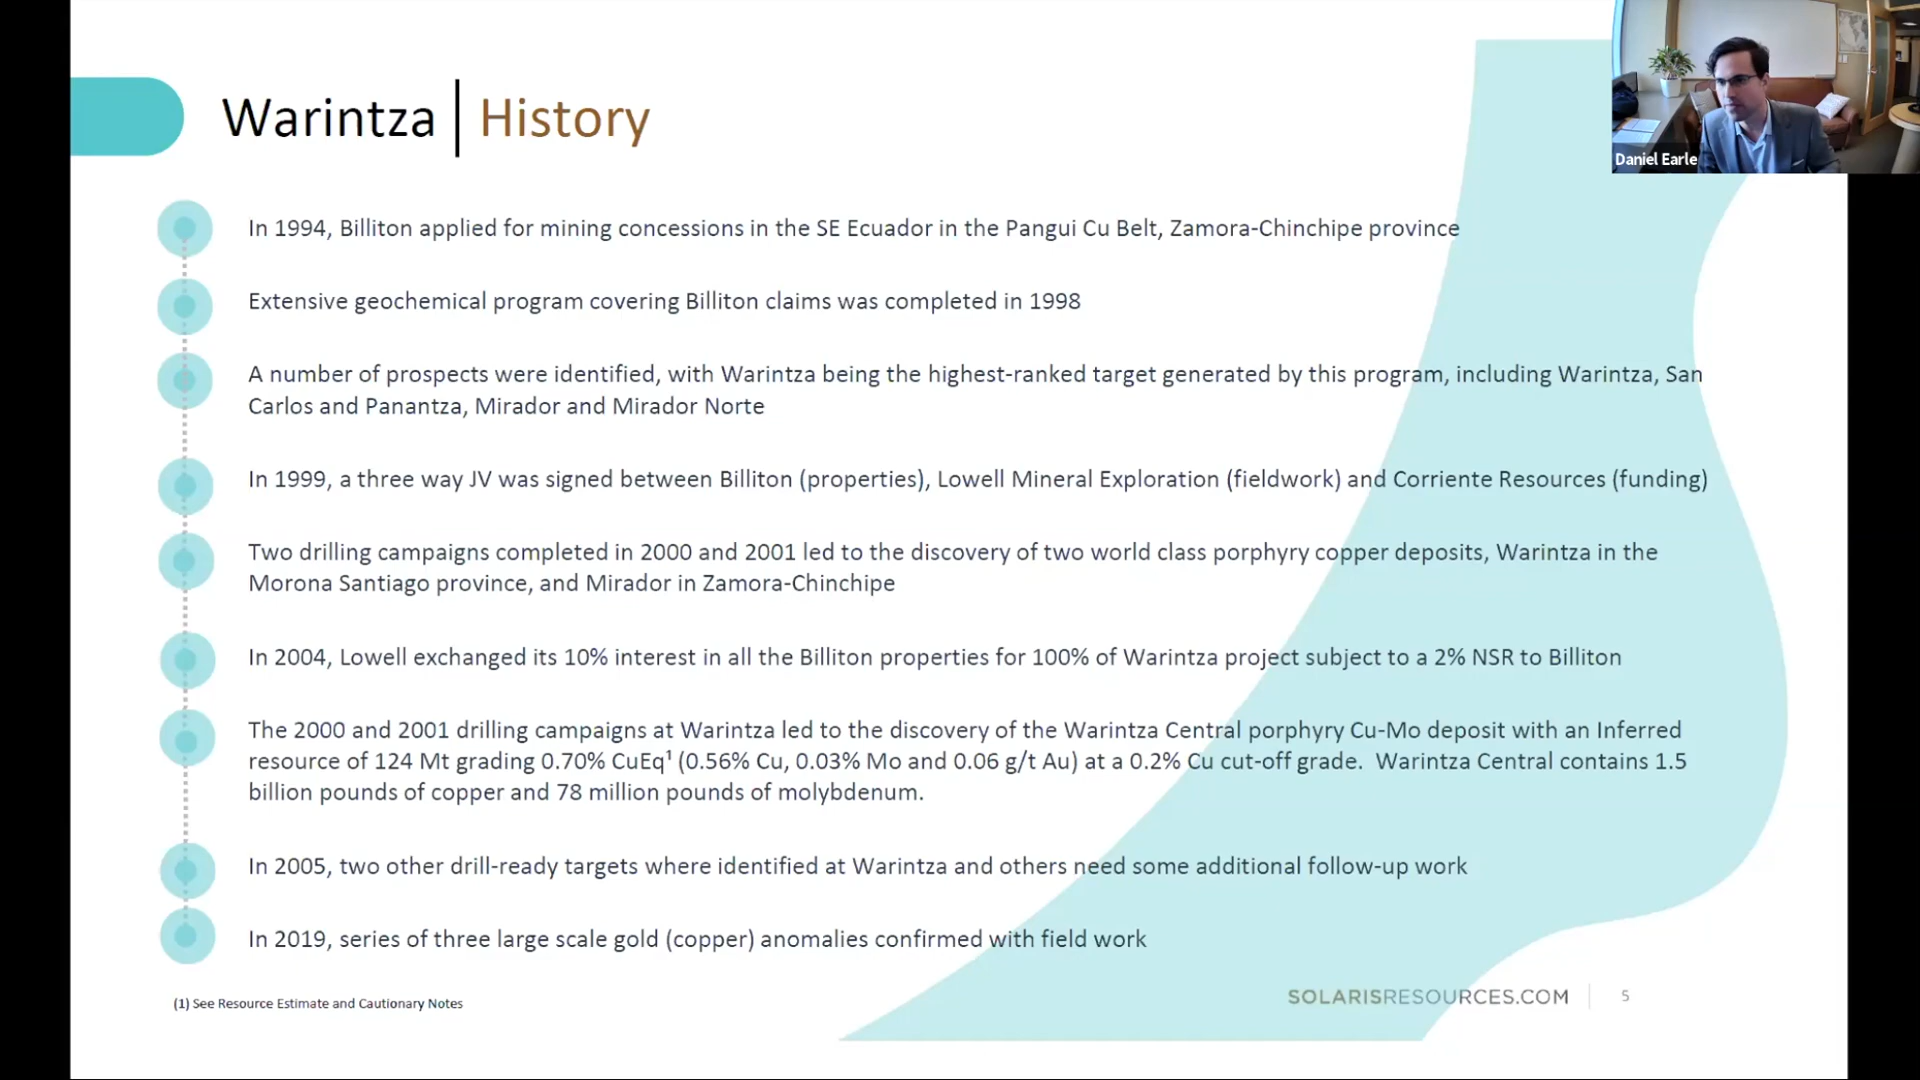 Warintza | History
Daniel Earle
In 1994, Billiton applied for mining concessions in the SE Ecuador in the Pangui Cu Belt, Zamora-Chinchipe province
Extensive geochemical program covering Billiton claims was completed in 1998
A number of prospects were identified, with Warintza being the highest-ranked target generated by this program, including Warintza, San
Carlos and Panantza, Mirador and Mirador Norte
In 1999, a three way JV was signed between Billiton (properties), Lowell Mineral Exploration (fieldwork) and Corriente Resources (funding)
Two drilling campaigns completed in 2000 and 2001 led to the discovery of two world class porphyry copper deposits, Warintza in the
Morona Santiago province, and Mirador in Zamora-Chinchipe
In 2004, Lowell exchanged its 10% interest in all the Billiton properties for 100% of Warintza project subject to a 2% NSR to Billiton
The 2000 and 2001 drilling campaigns at Warintza led to the discovery of the Warintza Central porphyry Cu-Mo deposit with an Inferred
resource of 124 Mt grading 0.70% CuEq¹ (0.56% Cu, 0.03% Mo and 0.06 g/t Au) at a 0.2% Cu cut-off grade. Warintza Central contains 1.5
billion pounds of copper and 78 million pounds of molybdenum.
In 2005, two other drill-ready targets where identified at Warintza and others need some additional follow-up work
In 2019, series of three large scale gold (copper) anomalies confirmed with field work
(1) See Resource Estimate and Cautionary Notes
SOLARISRESOURCES.COM | 5